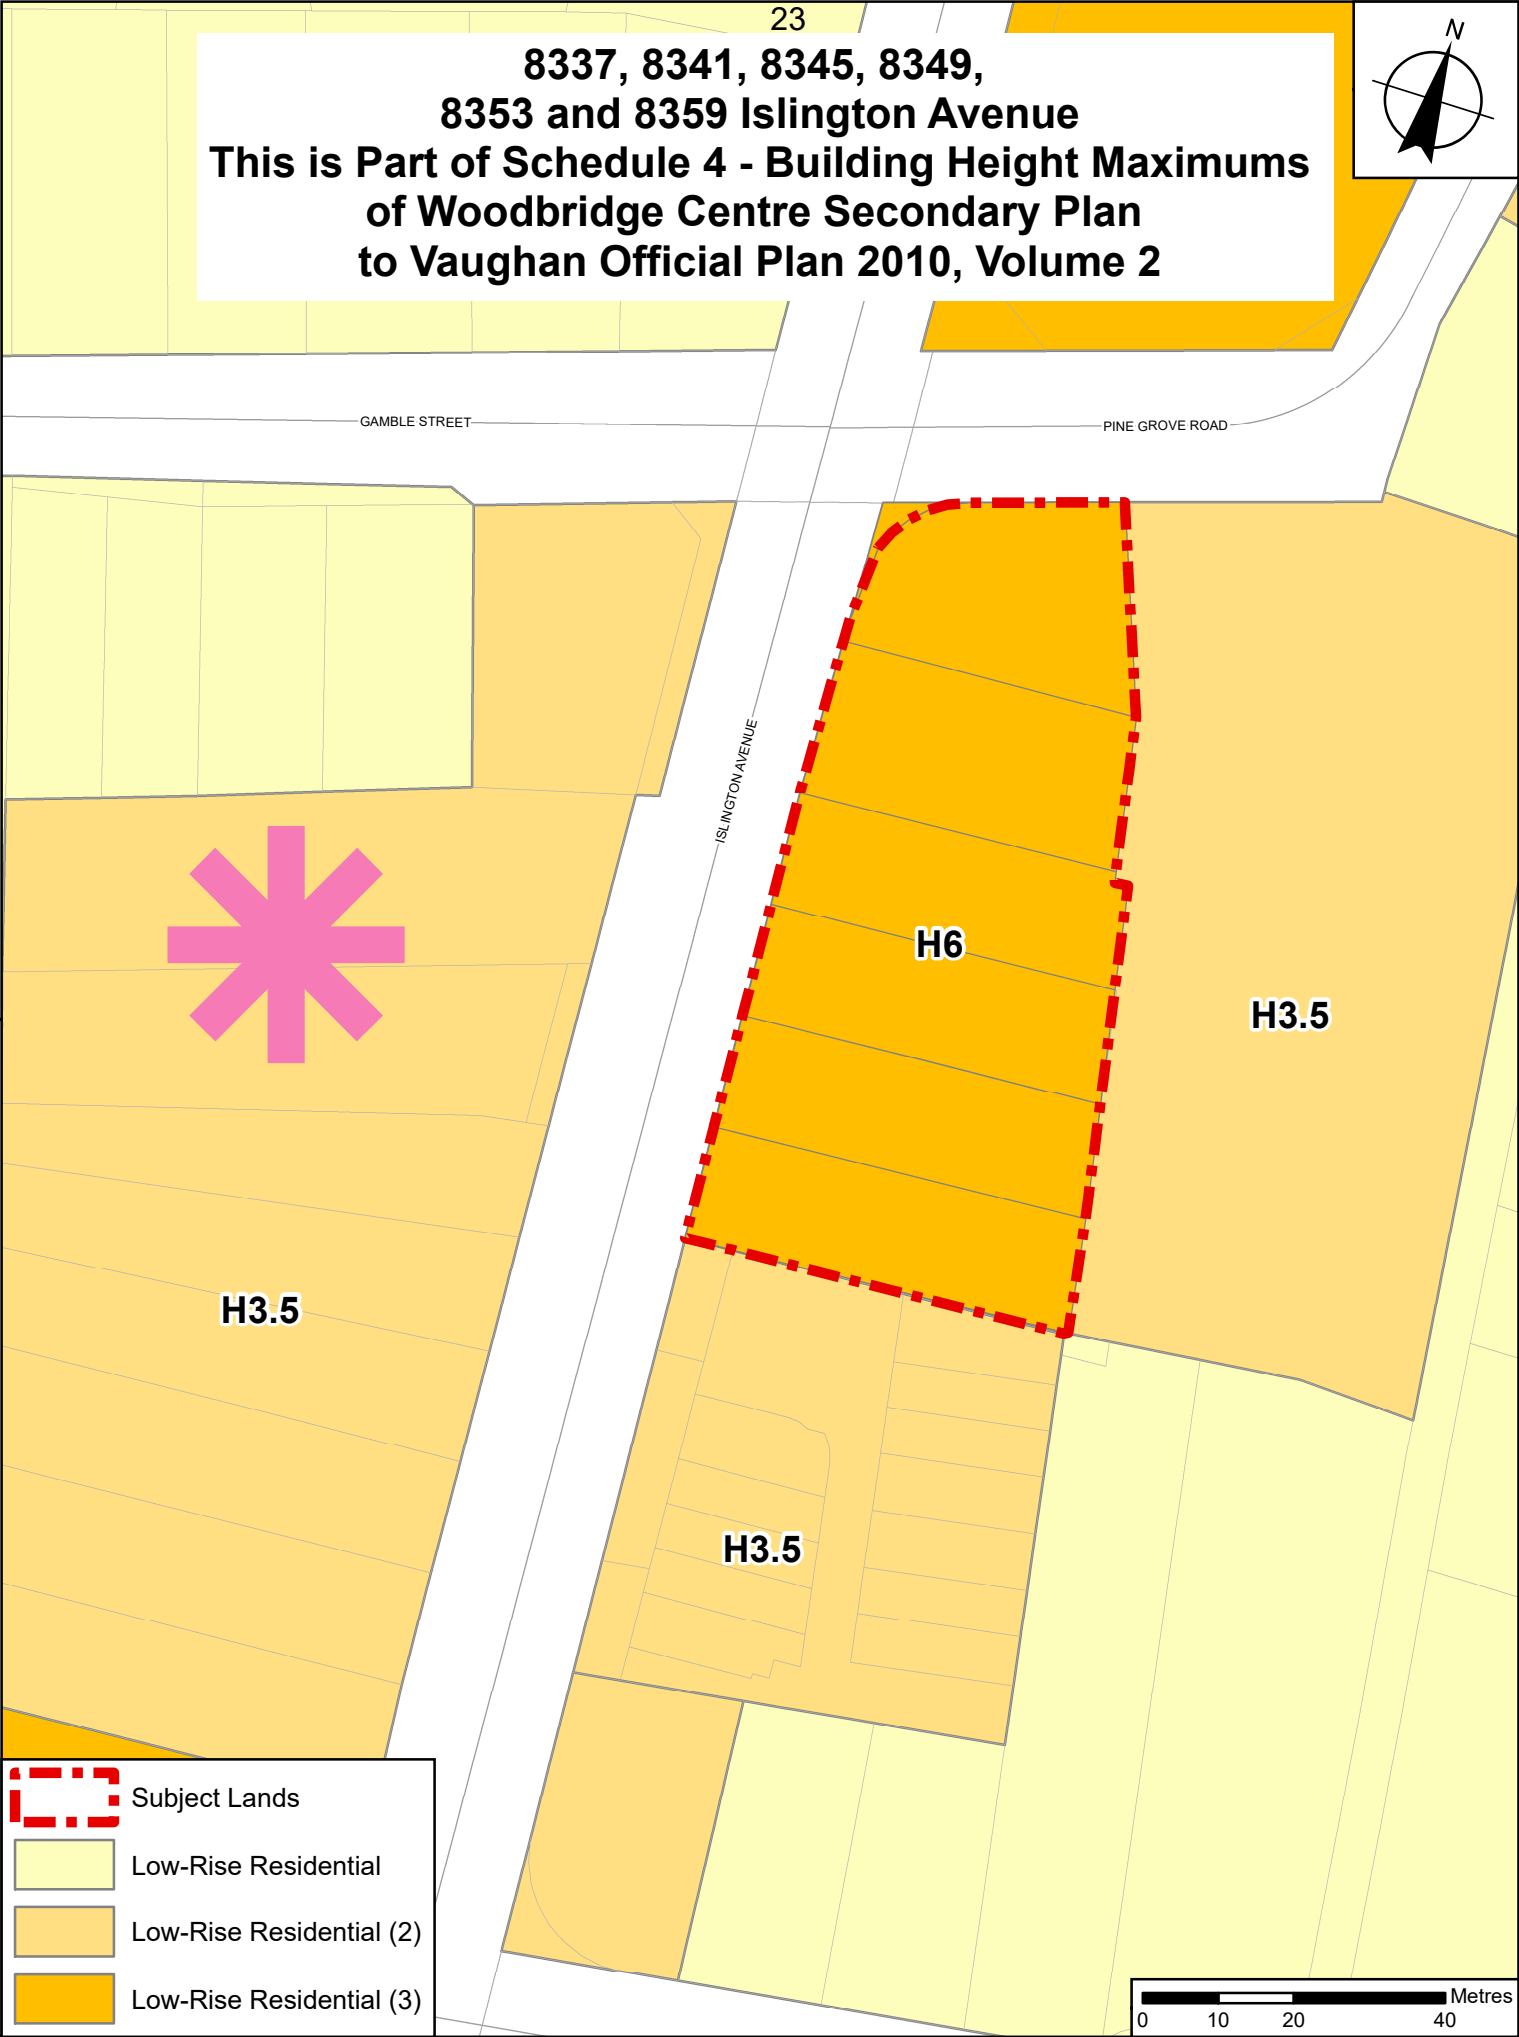 23
8337, 8341, 8345, 8349,
8353 and 8359 Islington Avenue
This is Part of Schedule 4 - Building Height Maximums
of Woodbridge Centre Secondary Plan
to Vaughan Official Plan 2010, Volume 2
N
GAMBLE STREET
PINE GROVE ROAD
ISLINGTON AVENUE
H6
H3.5
H3.5
H3.5
Subject Lands
Low-Rise Residential
Low-Rise Residential (2)
Low-Rise Residential (3)
Metres
0 10 20 40